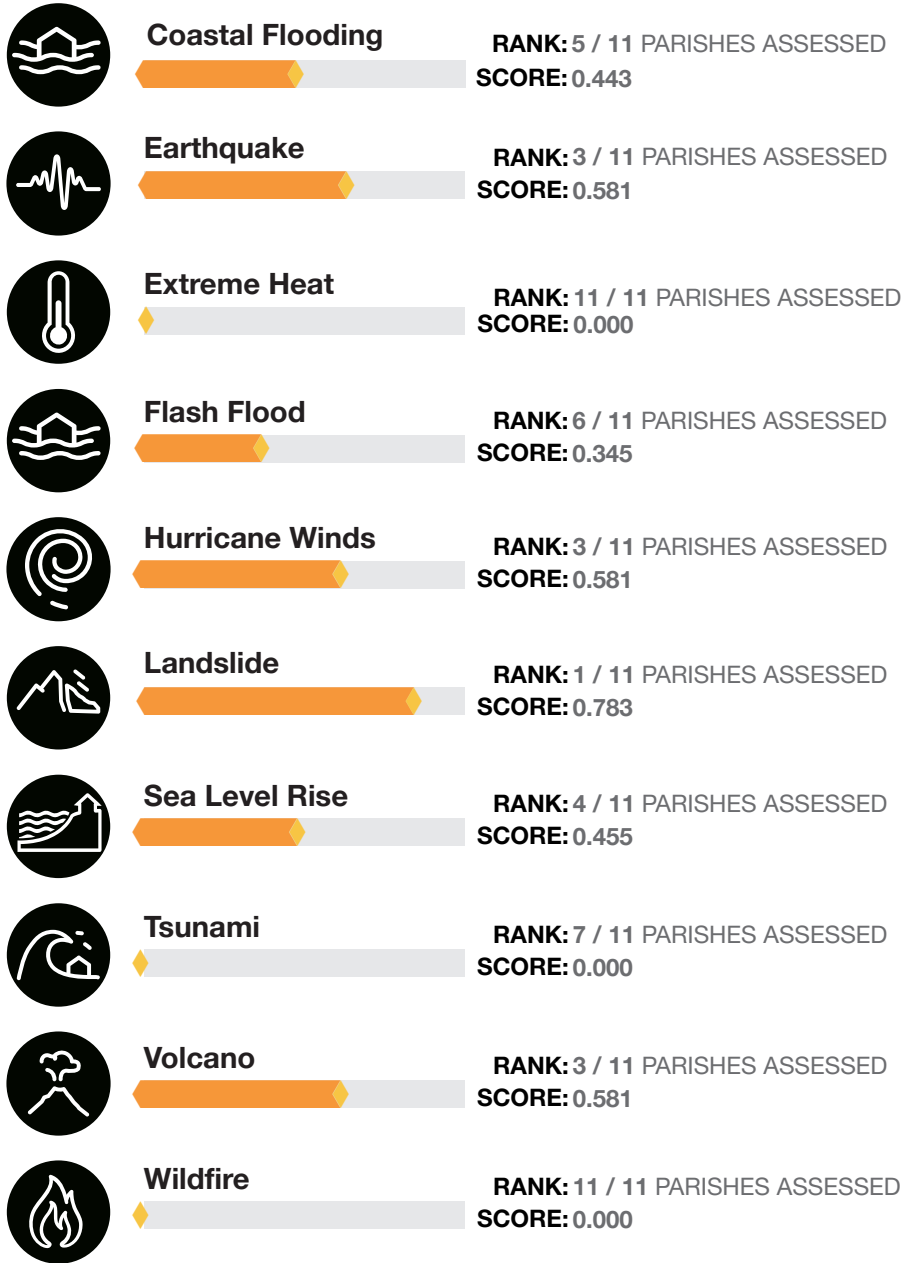 Coastal Flooding
RANK: 5 / 11 PARISHES ASSESSED
SCORE: 0.443
Earthquake
RANK: 3 / 11 PARISHES ASSESSED
SCORE: 0.581
Extreme Heat
RANK: 11 / 11 PARISHES ASSESSED
SCORE: 0.000
Flash Flood
RANK: 6 / 11 PARISHES ASSESSED
SCORE: 0.345
Hurricane Winds
RANK: 3 / 11 PARISHES ASSESSED
SCORE: 0.581
Landslide
RANK: 1 / 11 PARISHES ASSESSED
SCORE: 0.783
Sea Level Rise
RANK: 4 / 11 PARISHES ASSESSED
SCORE: 0.455
Tsunami
RANK: 7 / 11 PARISHES ASSESSED
SCORE: 0.000
Volcano
RANK: 3 / 11 PARISHES ASSESSED
SCORE: 0.581
Wildfire
RANK: 11 / 11 PARISHES ASSESSED
SCORE: 0.000